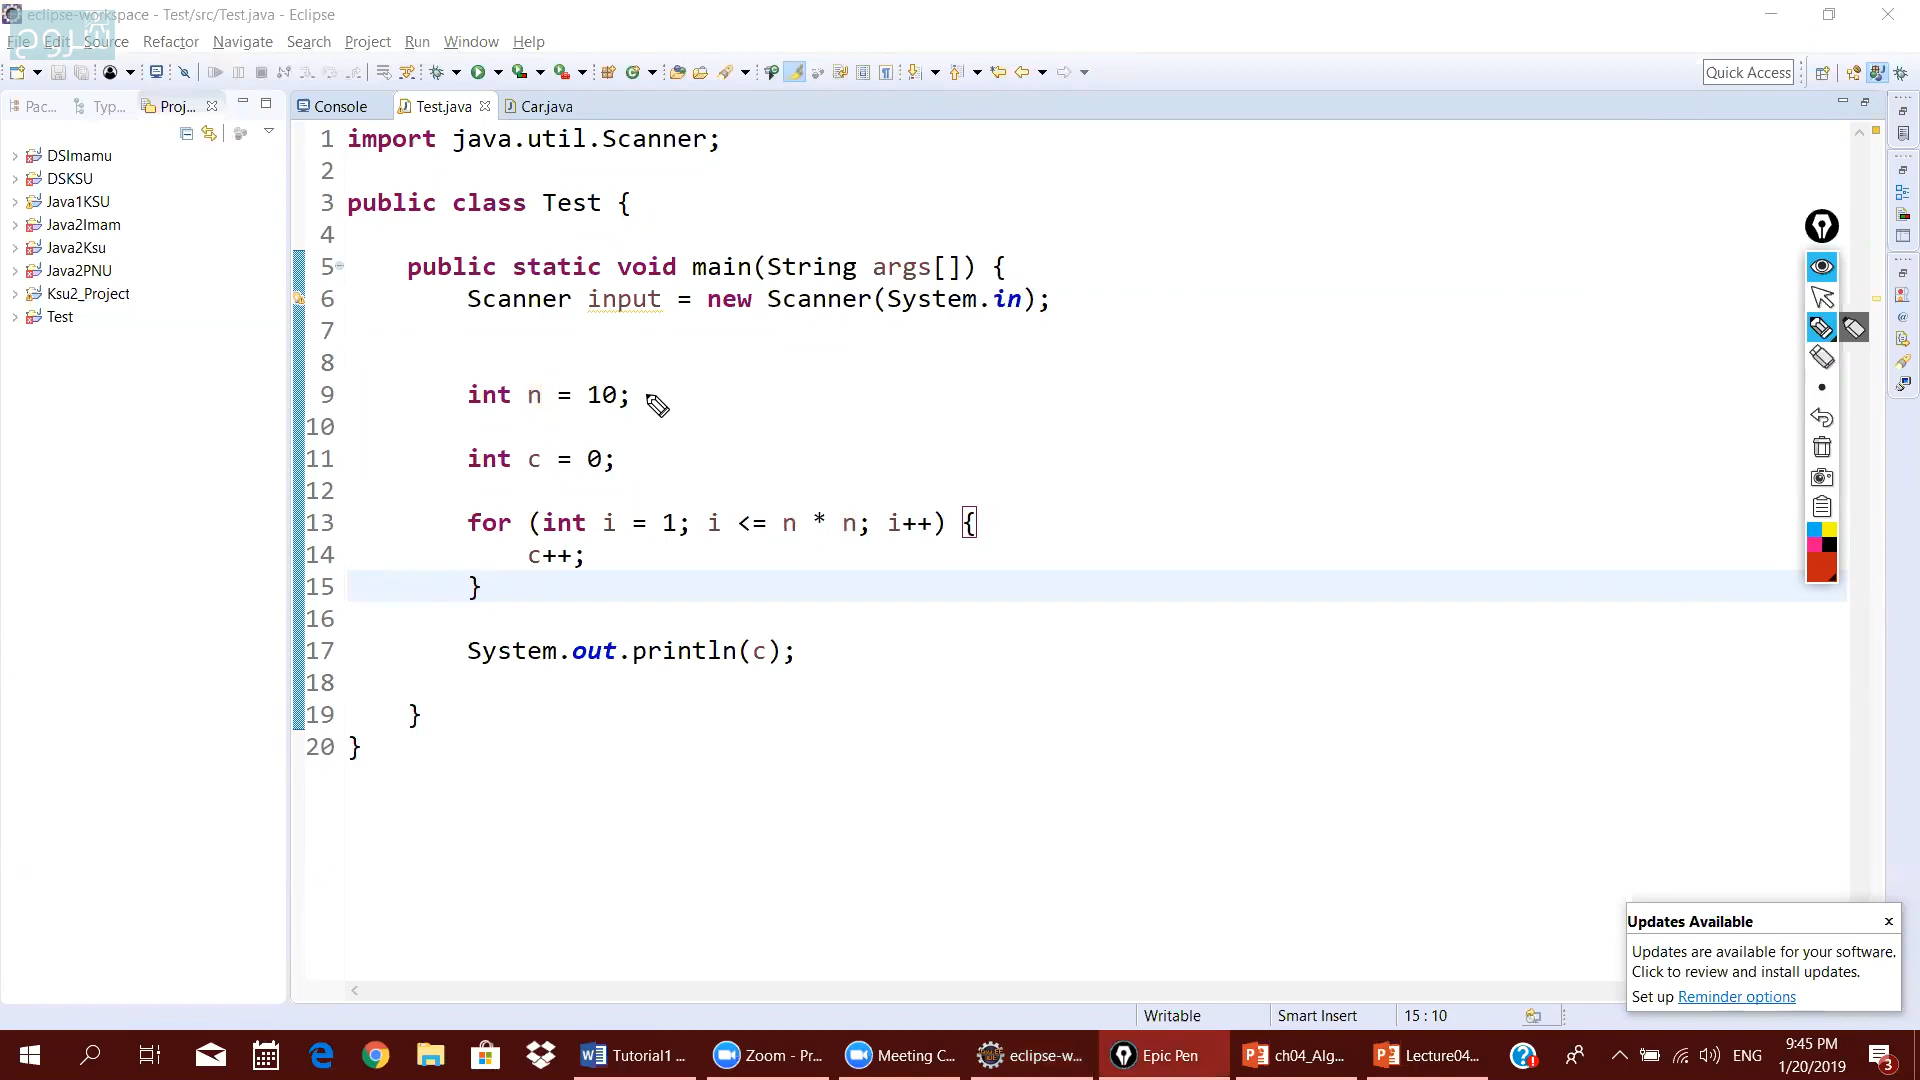 eclipse-workspace - Test/src/Test.java - Eclipse
شروح
File Edit Source Refactor Navigate Search Project Run Window Help
Quick Access
Pac... Typ... Proj...
Console Test.java Car.java
DSImamu
DSKSU
Java1KSU
Java2Imam
Java2Ksu
Java2PNU
Ksu2_Project
Test
1 import java.util.Scanner;
2
3 public class Test {
4
5 public static void main(String args[]) {
6 Scanner input = new Scanner(System.in);
7
8
9 int n = 10;
10
11 int c = 0;
12
13 for (int i = 1; i <= n * n; i++) {
14 c++;
15 }
16
17 System.out.println(c);
18
19 }
20 }
Updates Available x
Updates are available for your software.
Click to review and install updates.
Set up Reminder options
Writable Smart Insert 15 : 10
Tutorial1 ... Zoom - Pr... Meeting C... eclipse-w... Epic Pen ch04_Alg... Lecture04... ENG 9:45 PM
1/20/2019 3